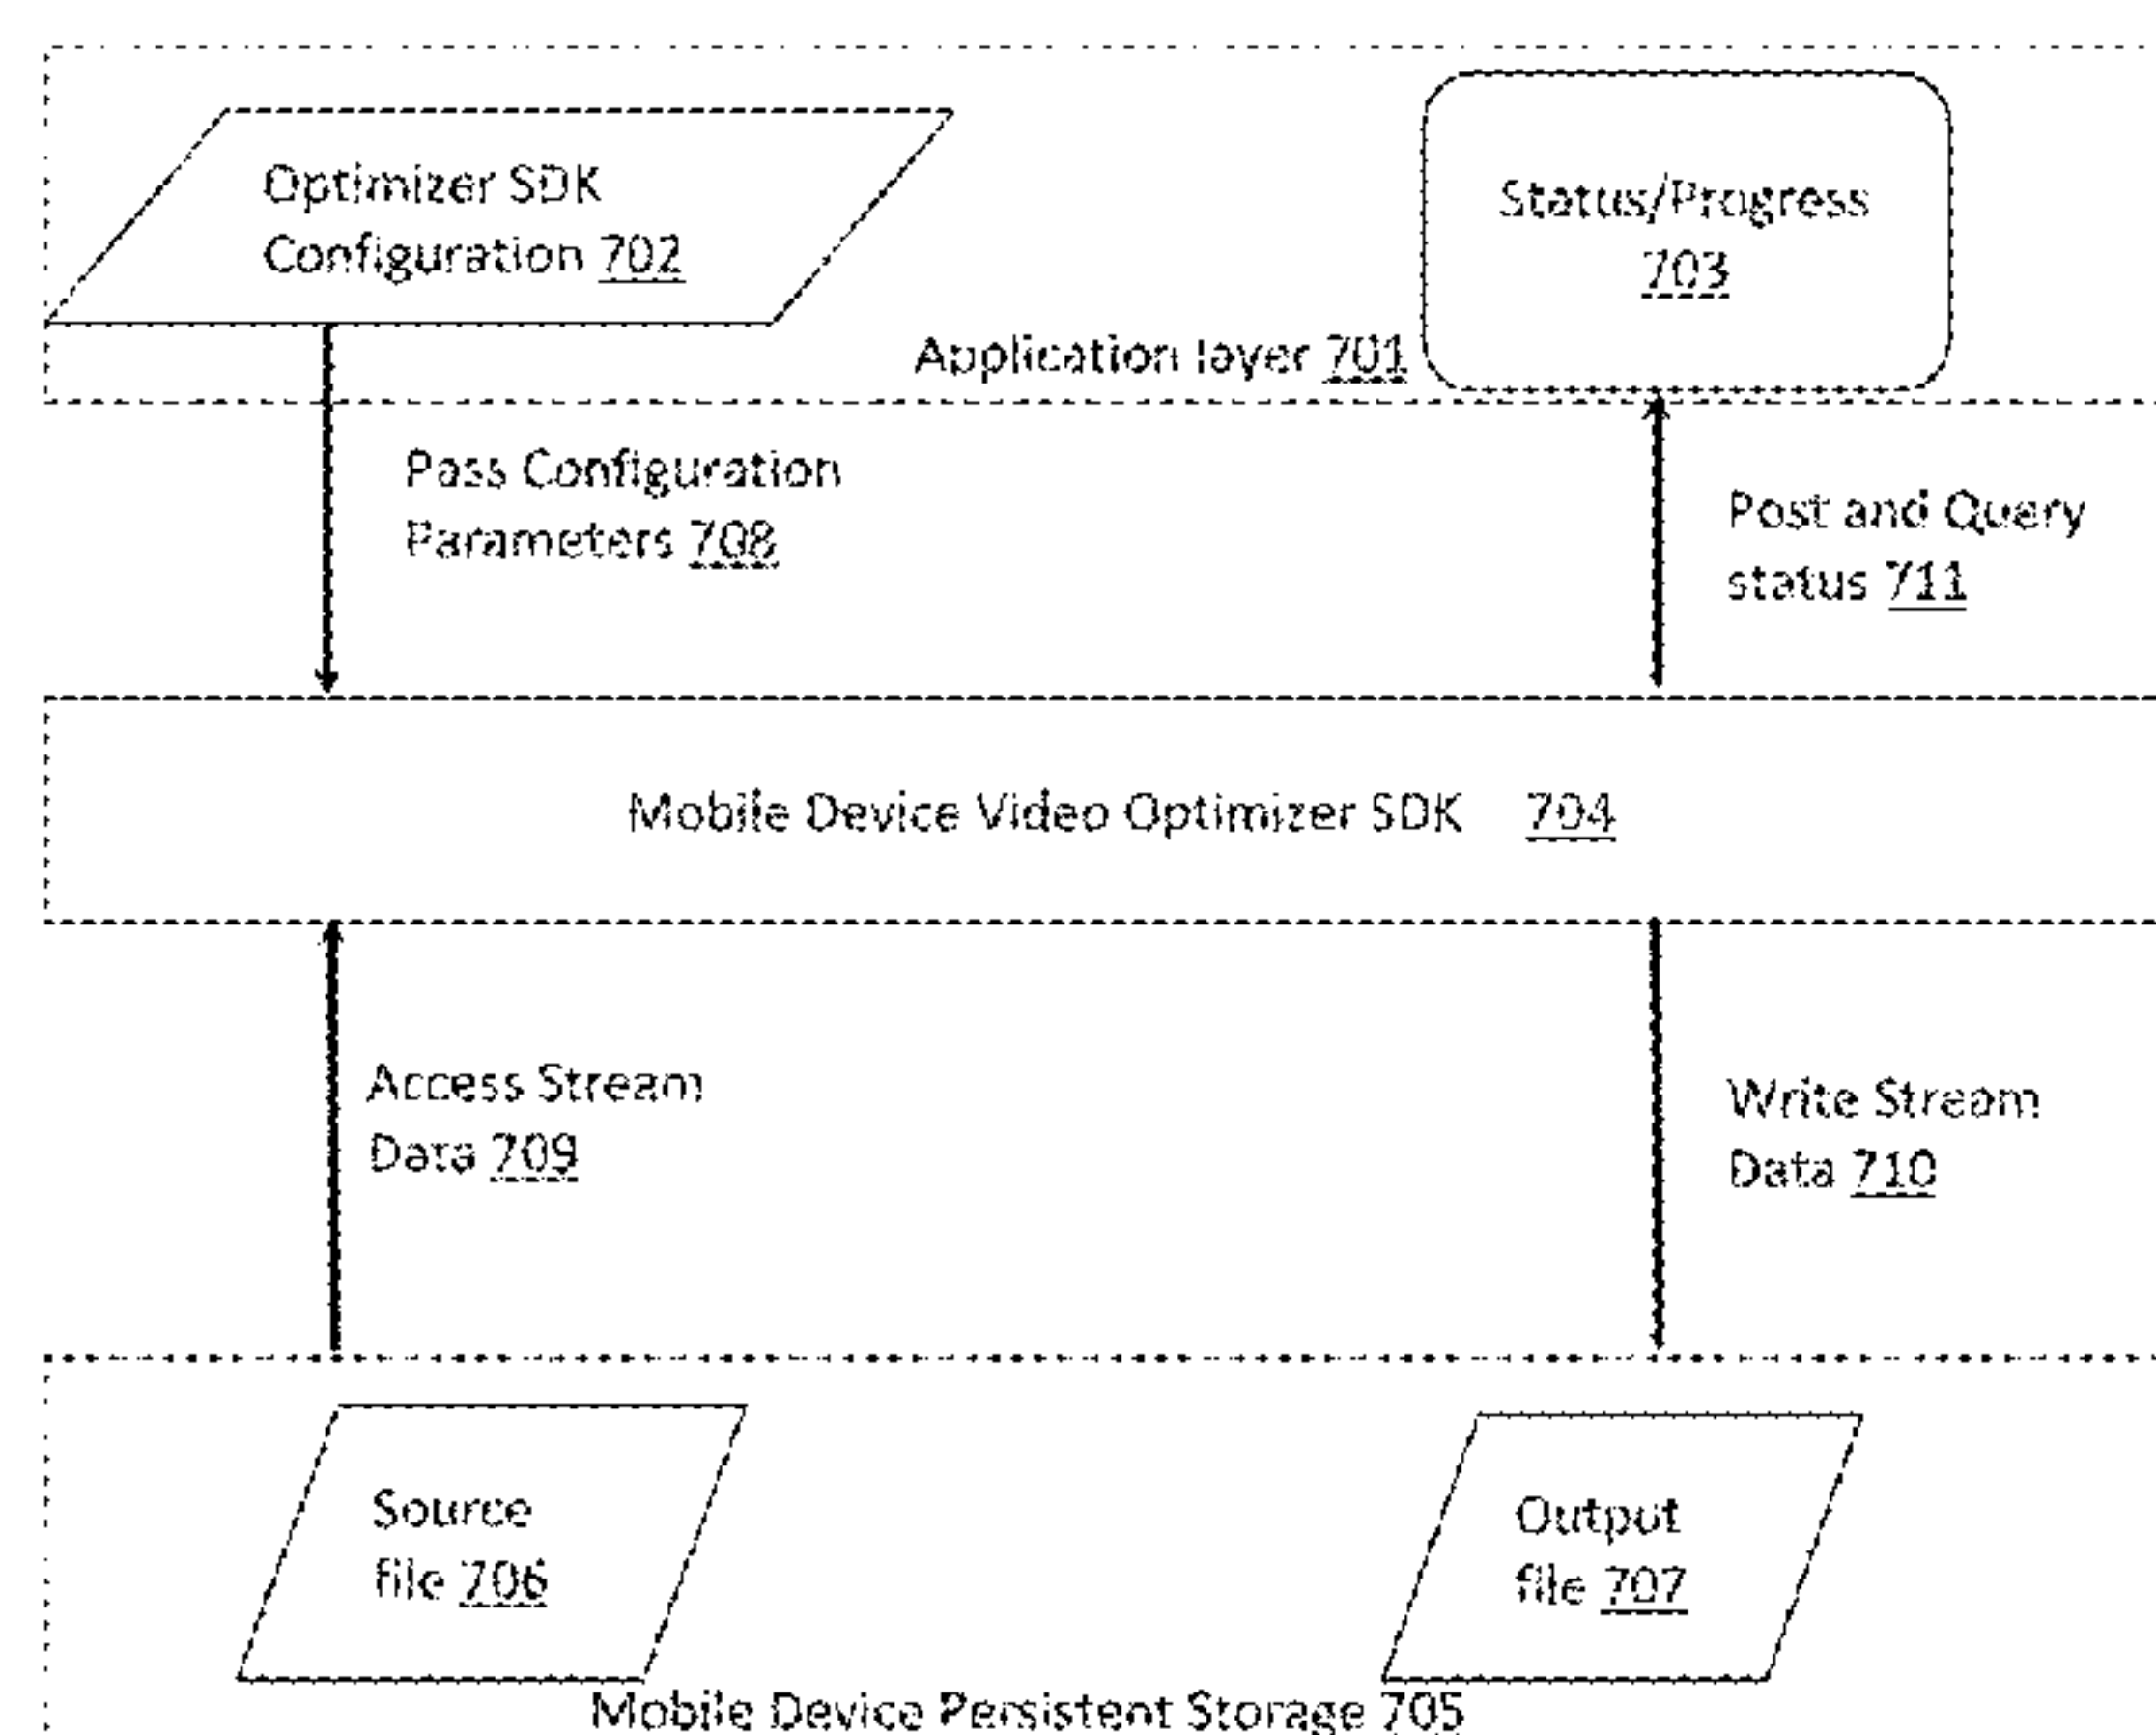 Optimizer SDK
Configuration 702
Status/Progress
703
Application layer 701
Pass Configuration
Parameters 708
Post and Query
status 711
Mobile Device Video Optimizer SDK 704
Access Stream
Data 709
Write Stream
Data 710
Source
file 706
Output
file 707
Mobile Device Persistent Storage 705